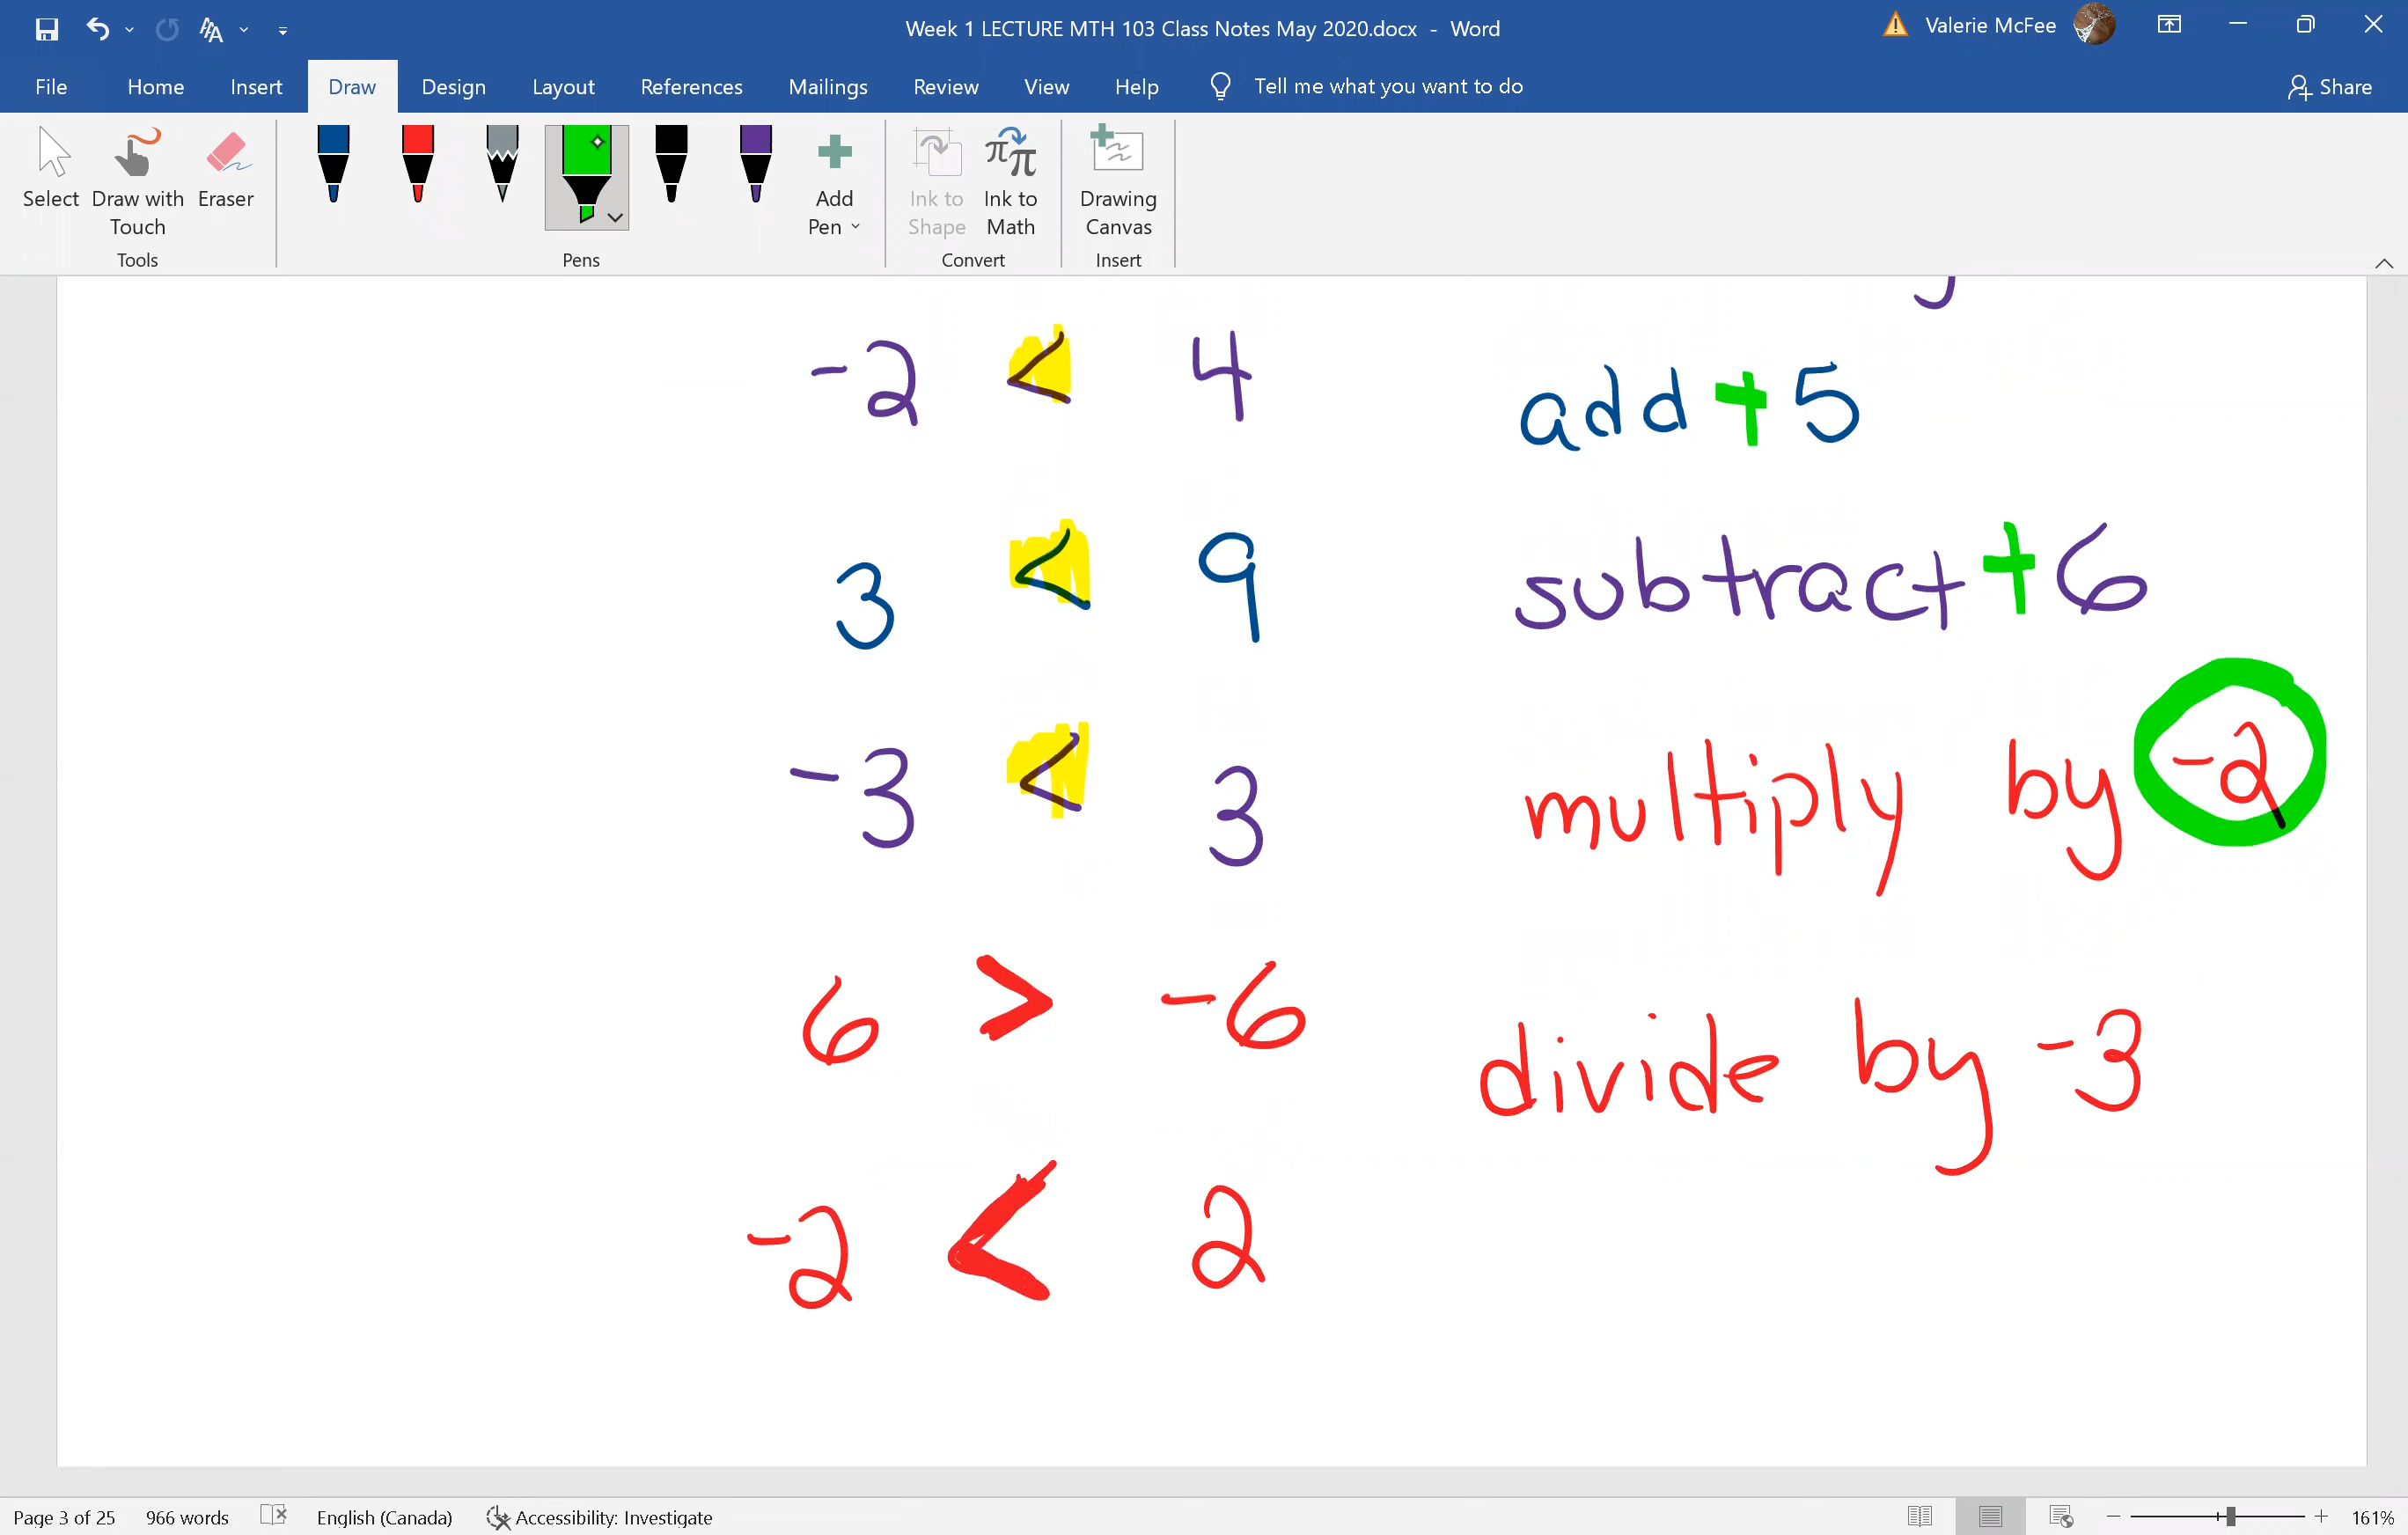 Week 1 LECTURE MTH 103 Class Notes May 2020.docx - Word
Valerie McFee
File Home Insert Draw Design Layout References Mailings Review View Help Tell me what you want to do Share
Select Draw with Touch Eraser Add Pen Ink to Shape Ink to Math Drawing Canvas
Tools Pens Convert Insert
-2 < 4
add +5
3 < 9
subtract +6
-3 < 3
multiply by -2
6 > -6
divide by -3
-2 < 2
Page 3 of 25 966 words English (Canada) Accessibility: Investigate 161%